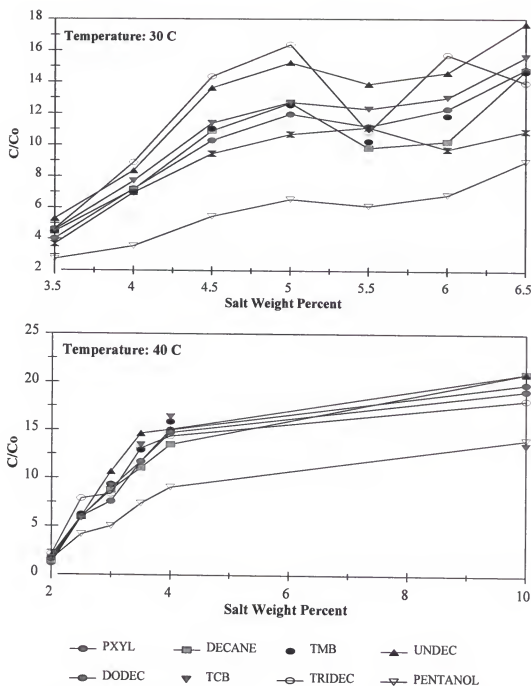 18
16
14
12
10
8
6
4
2
C/Co
Temperature: 30 C
3.5 4 4.5 5 5.5 6 6.5
Salt Weight Percent
25
20
15
10
5
0
C/Co
Temperature: 40 C
2 4 6 8 10
Salt Weight Percent
PXYL DECANE TMB UNDEC
DODEC TCB TRIDEC PENTANOL